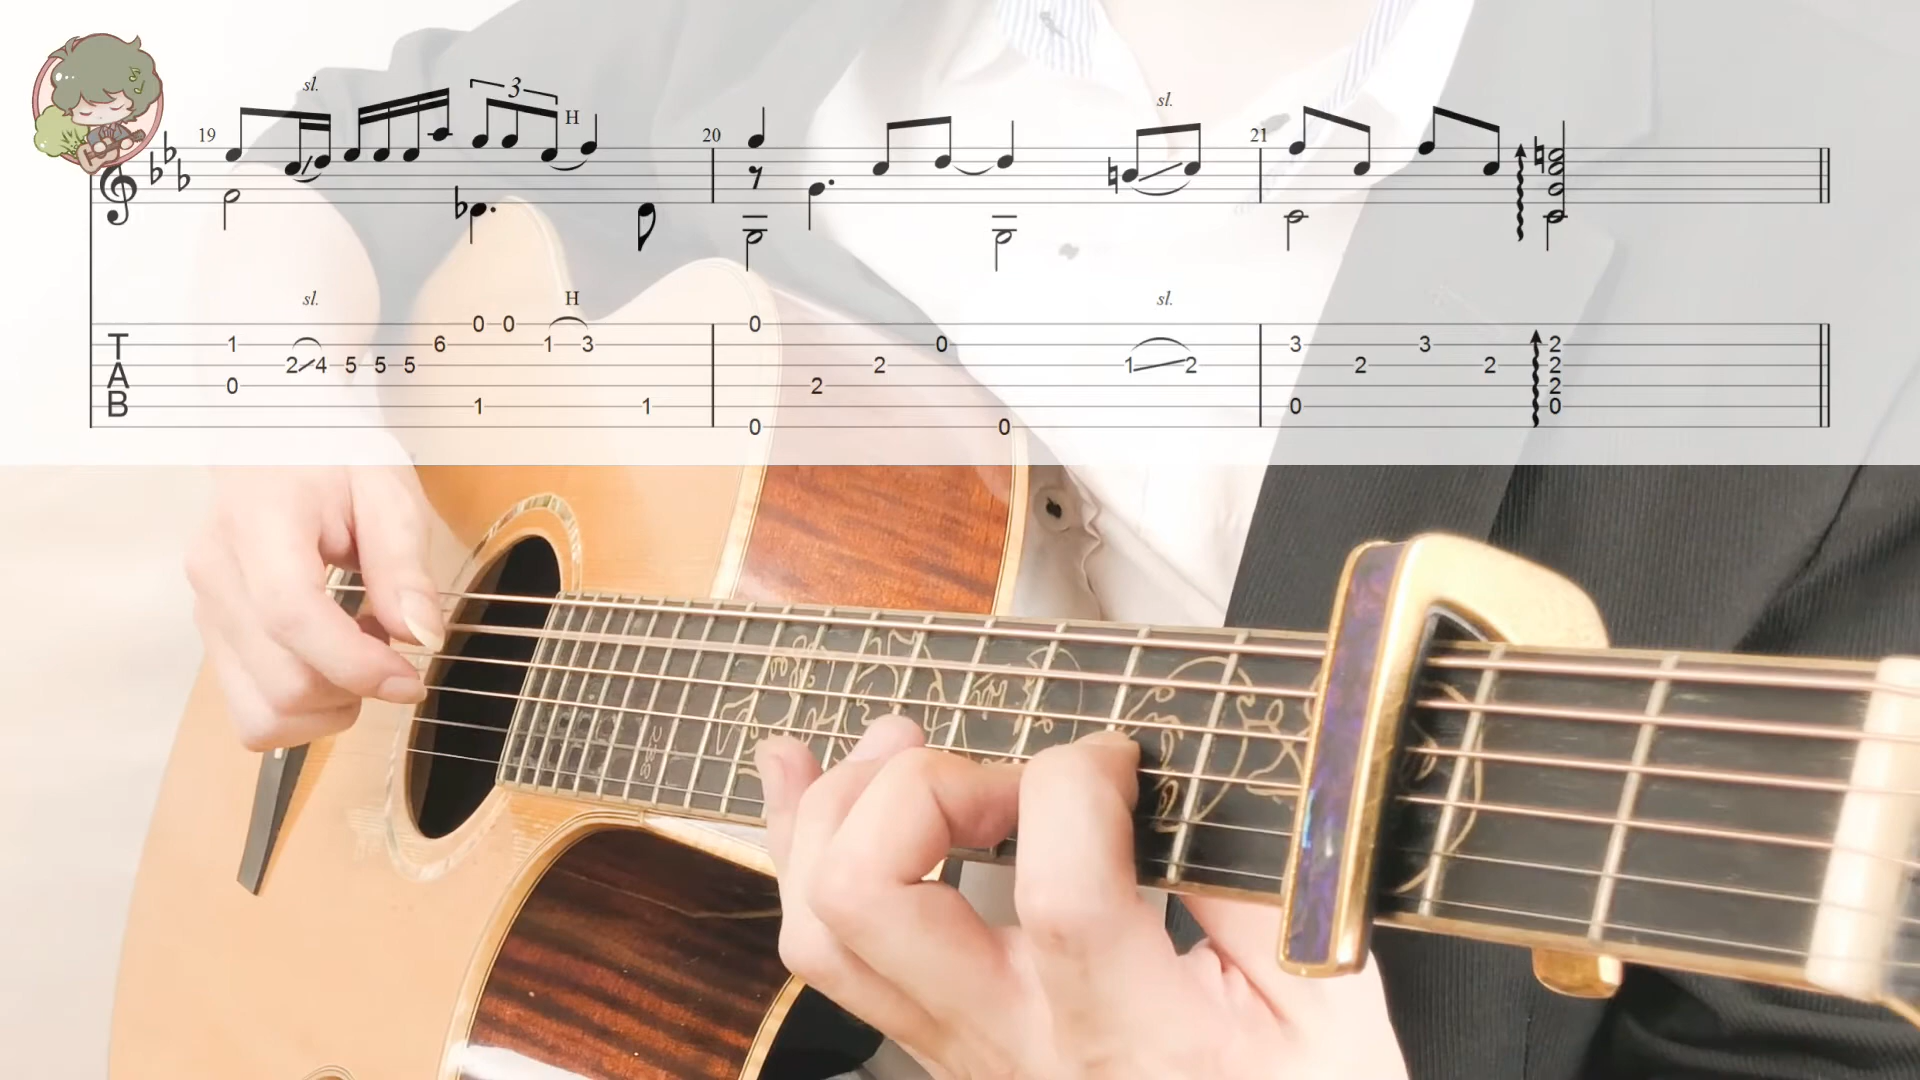 sl. 3 H sl.
19 20 21
sl. H sl.
0 0 0
1 6 1 3 0 3 3 2
T 2 4 5 5 5 2 1 2 2 2 2
A 0 2 2
B 1 1 0 0
0 0